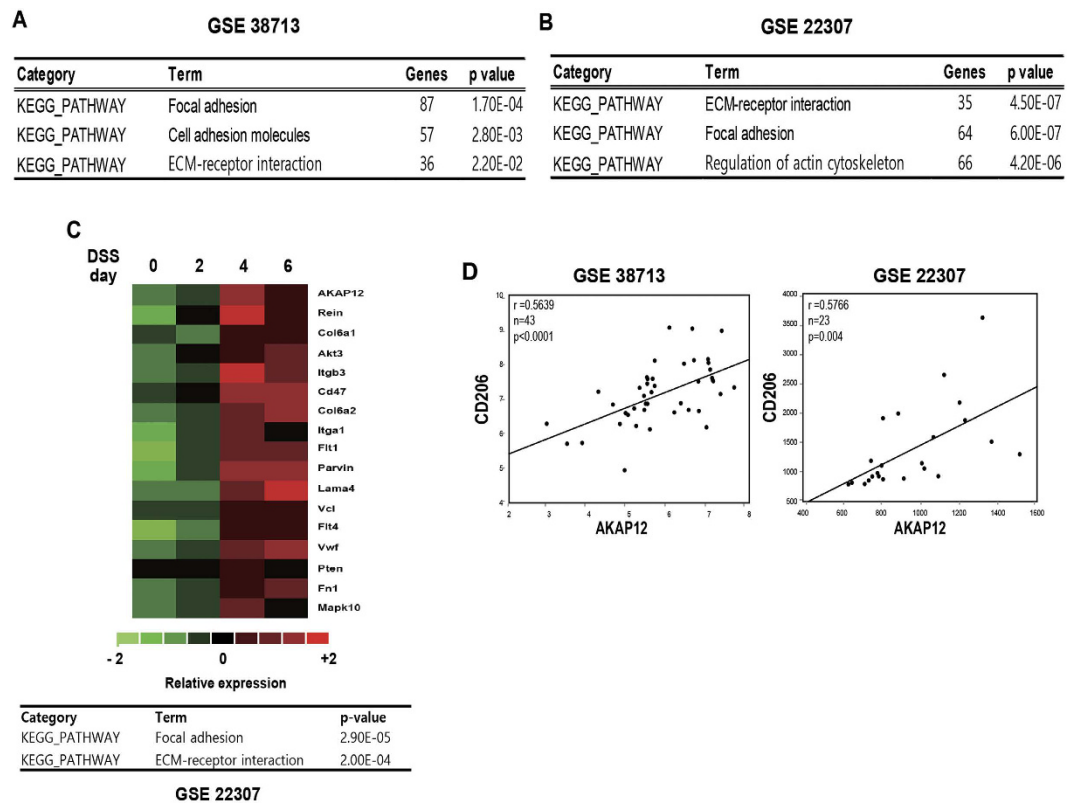 A
GSE 38713
Category Term Genes p value
KEGG_PATHWAY Focal adhesion 87 1.70E-04
KEGG_PATHWAY Cell adhesion molecules 57 2.80E-03
KEGG_PATHWAY ECM-receptor interaction 36 2.20E-02
B
GSE 22307
Category Term Genes p value
KEGG_PATHWAY ECM-receptor interaction 35 4.50E-07
KEGG_PATHWAY Focal adhesion 64 6.00E-07
KEGG_PATHWAY Regulation of actin cytoskeleton 66 4.20E-06
C
DSS day 0 2 4 6
AKAP12
Rein
Col6a1
Akt3
Itgb3
Cd47
Col6a2
Itga1
Flt1
Parvin
Lama4
Vcl
Flt4
Vwf
Pten
Fn1
Mapk10
- 2 0 +2
Relative expression
Category Term p-value
KEGG_PATHWAY Focal adhesion 2.90E-05
KEGG_PATHWAY ECM-receptor interaction 2.00E-04
GSE 22307
D
GSE 38713
r =0.5639
n=43
p<0.0001
CD206
10
9
8
7
6
5
4
2 3 4 5 6 7 8
AKAP12
GSE 22307
r =0.5766
n=23
p=0.004
CD206
4000
3500
3000
2500
2000
1500
1000
500
400 600 800 1000 1200 1400 1600
AKAP12